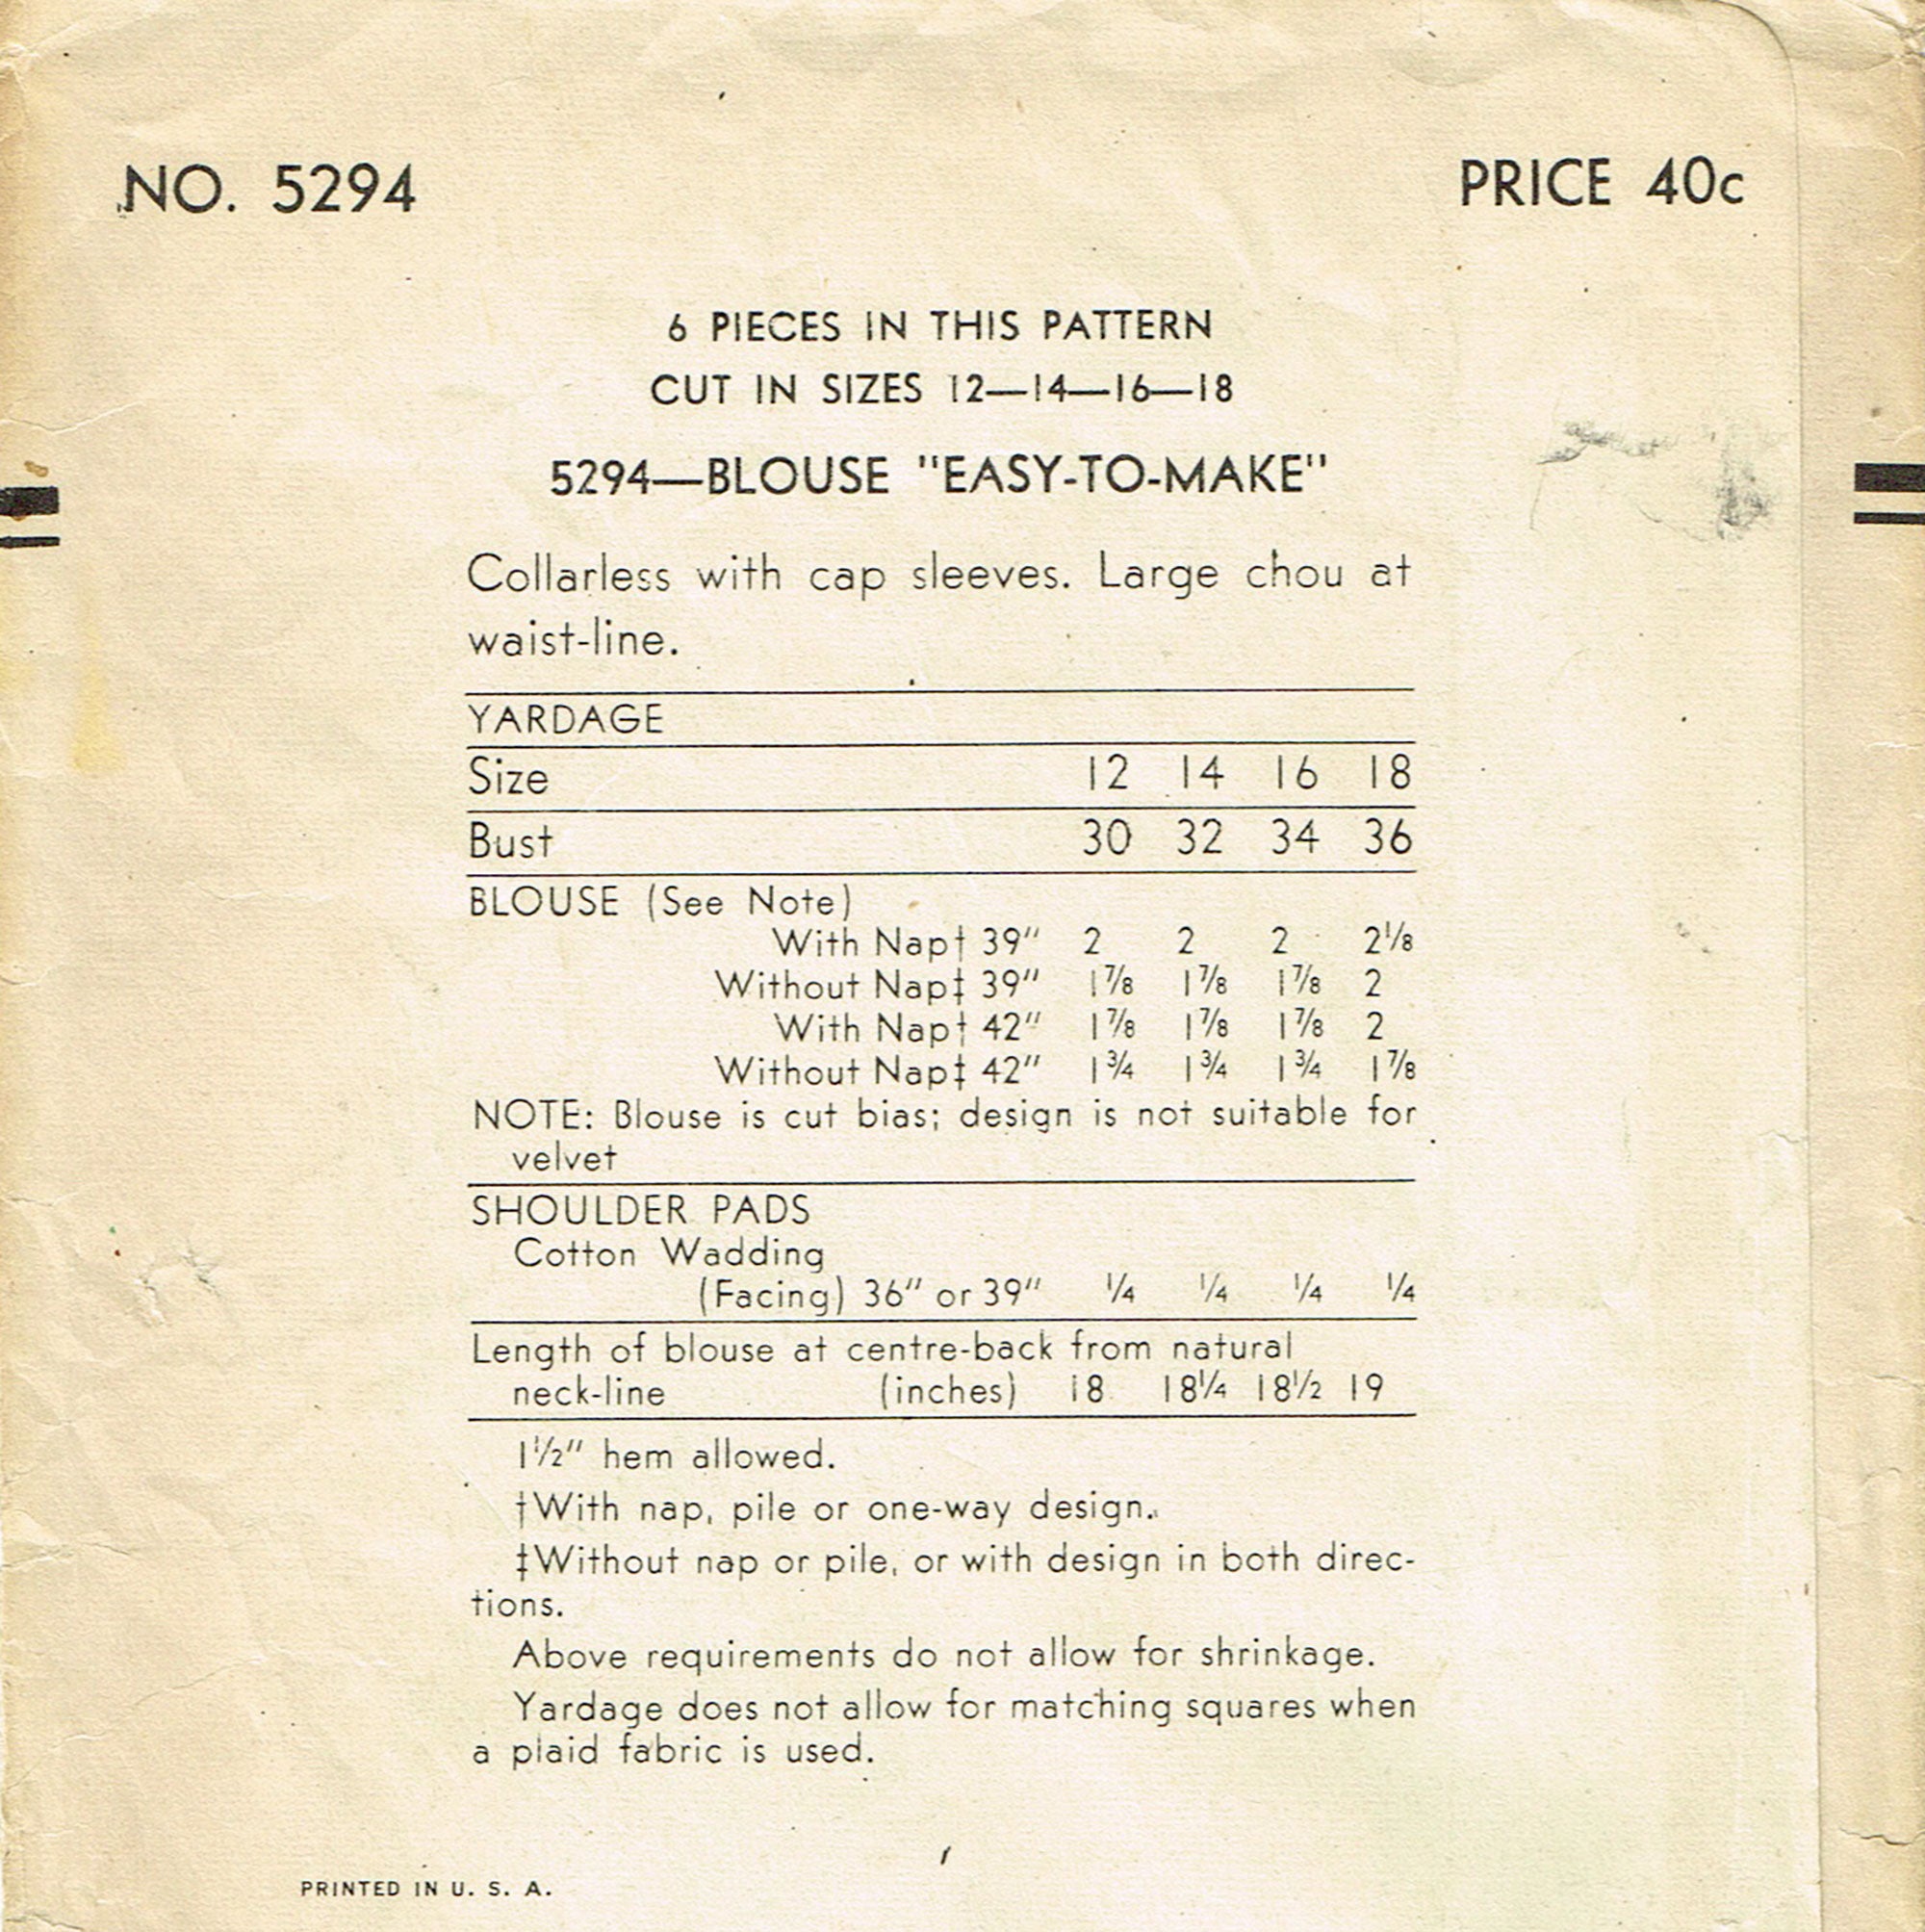 NO. 5294 PRICE 40c
6 PIECES IN THIS PATTERN
CUT IN SIZES 12—14—16—18
5294—BLOUSE "EASY-TO-MAKE"
Collarless with cap sleeves. Large chou at
waist-line.
YARDAGE
Size 12 14 16 18
Bust 30 32 34 36
BLOUSE (See Note)
With Nap† 39" 2 2 2 2⅛
Without Nap‡ 39" 1⅞ 1⅞ 1⅞ 2
With Nap† 42" 1⅞ 1⅞ 1⅞ 2
Without Nap‡ 42" 1¾ 1¾ 1¾ 1⅞
NOTE: Blouse is cut bias; design is not suitable for
velvet
SHOULDER PADS
Cotton Wadding
(Facing) 36" or 39" ¼ ¼ ¼ ¼
Length of blouse at centre-back from natural
neck-line (inches) 18 18¼ 18½ 19
1½" hem allowed.
†With nap, pile or one-way design.
‡Without nap or pile, or with design in both direc-
tions.
Above requirements do not allow for shrinkage.
Yardage does not allow for matching squares when
a plaid fabric is used.
PRINTED IN U. S. A.